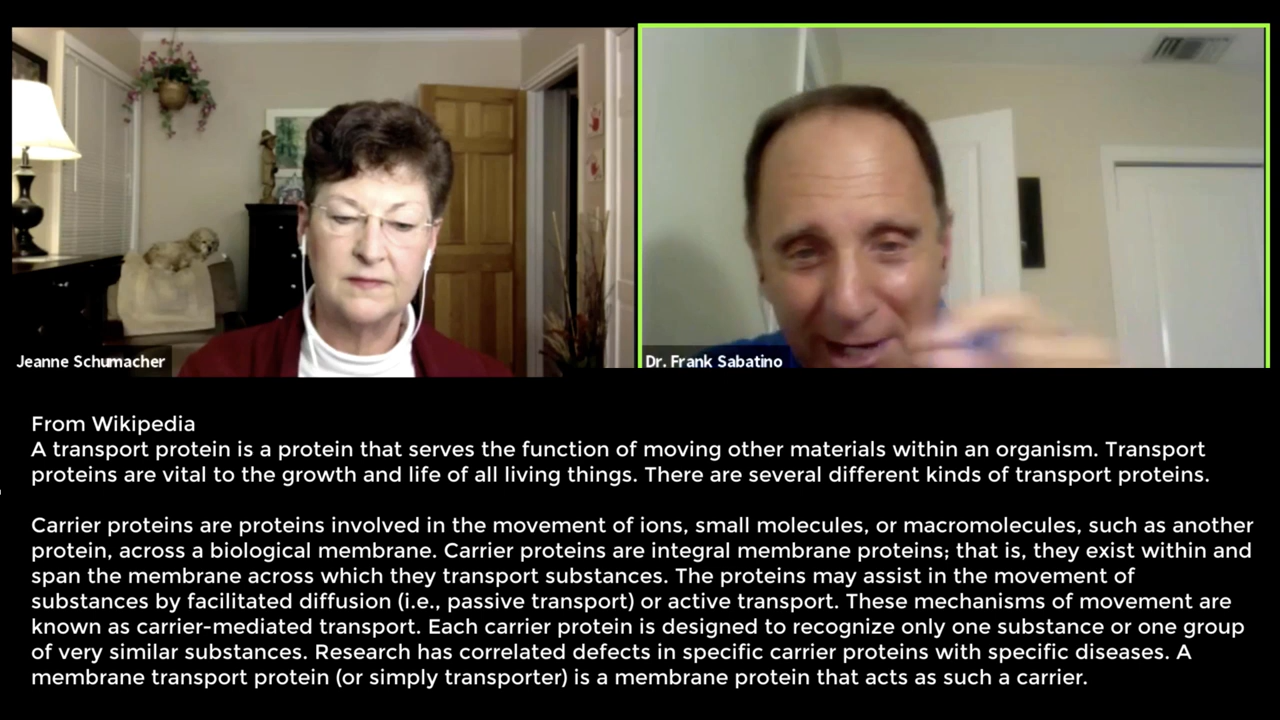 Jeanne Schumacher
Dr. Frank Sabatino
From Wikipedia
A transport protein is a protein that serves the function of moving other materials within an organism. Transport
proteins are vital to the growth and life of all living things. There are several different kinds of transport proteins.
Carrier proteins are proteins involved in the movement of ions, small molecules, or macromolecules, such as another
protein, across a biological membrane. Carrier proteins are integral membrane proteins; that is, they exist within and
span the membrane across which they transport substances. The proteins may assist in the movement of
substances by facilitated diffusion (i.e., passive transport) or active transport. These mechanisms of movement are
known as carrier-mediated transport. Each carrier protein is designed to recognize only one substance or one group
of very similar substances. Research has correlated defects in specific carrier proteins with specific diseases. A
membrane transport protein (or simply transporter) is a membrane protein that acts as such a carrier.